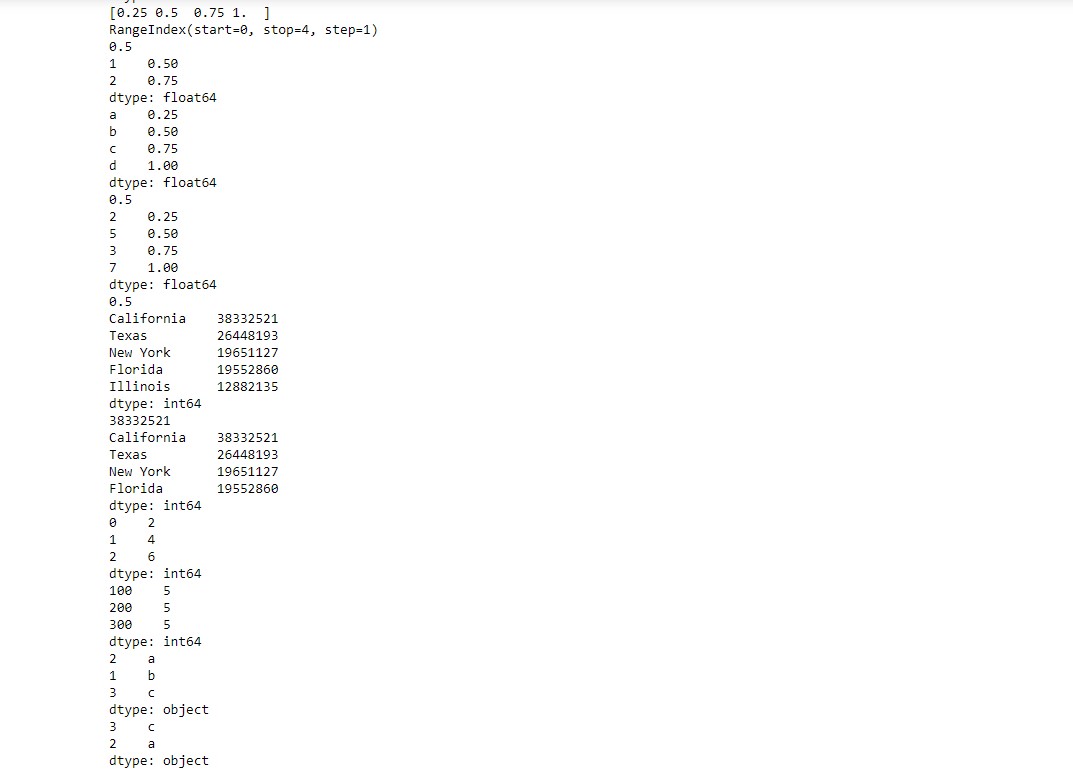 [0.25 0.5  0.75 1.  ]
RangeIndex(start=0, stop=4, step=1)
0.5
1    0.50
2    0.75
dtype: float64
a    0.25
b    0.50
c    0.75
d    1.00
dtype: float64
0.5
2    0.25
5    0.50
3    0.75
7    1.00
dtype: float64
0.5
California    38332521
Texas         26448193
New York      19651127
Florida       19552860
Illinois      12882135
dtype: int64
38332521
California    38332521
Texas         26448193
New York      19651127
Florida       19552860
dtype: int64
0    2
1    4
2    6
dtype: int64
100    5
200    5
300    5
dtype: int64
2    a
1    b
3    c
dtype: object
3    c
2    a
dtype: object